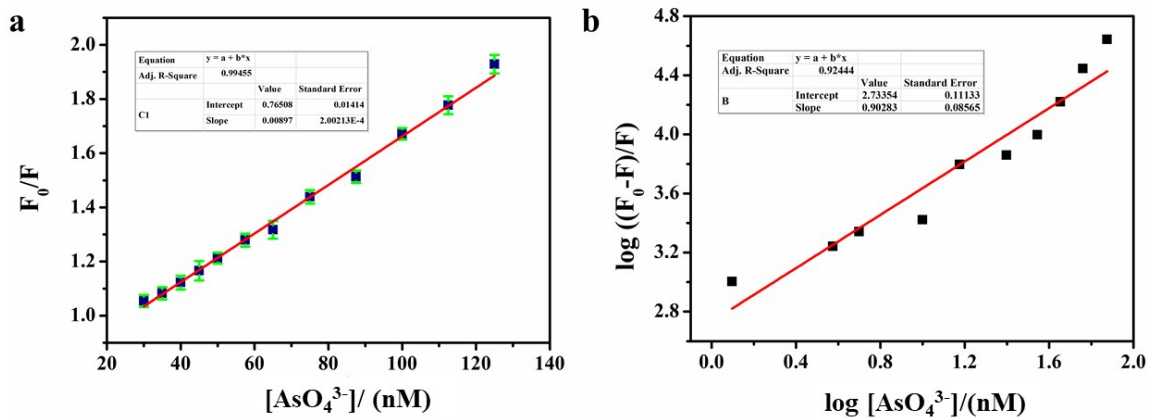 a
F₀/F
2.0
1.8
1.6
1.4
1.2
1.0
20 40 60 80 100 120 140
[AsO₄³⁻]/ (nM)
Equation y = a + b*x
Adj. R-Square 0.99455
Value Standard Error
C1 Intercept 0.76508 0.01414
Slope 0.00897 2.00213E-4
b
log ((F₀-F)/F)
4.8
4.4
4.0
3.6
3.2
2.8
0.0 0.4 0.8 1.2 1.6 2.0
log [AsO₄³⁻]/(nM)
Equation y = a + b*x
Adj. R-Square 0.92444
Value Standard Error
B Intercept 2.73354 0.11133
Slope 0.90283 0.08565